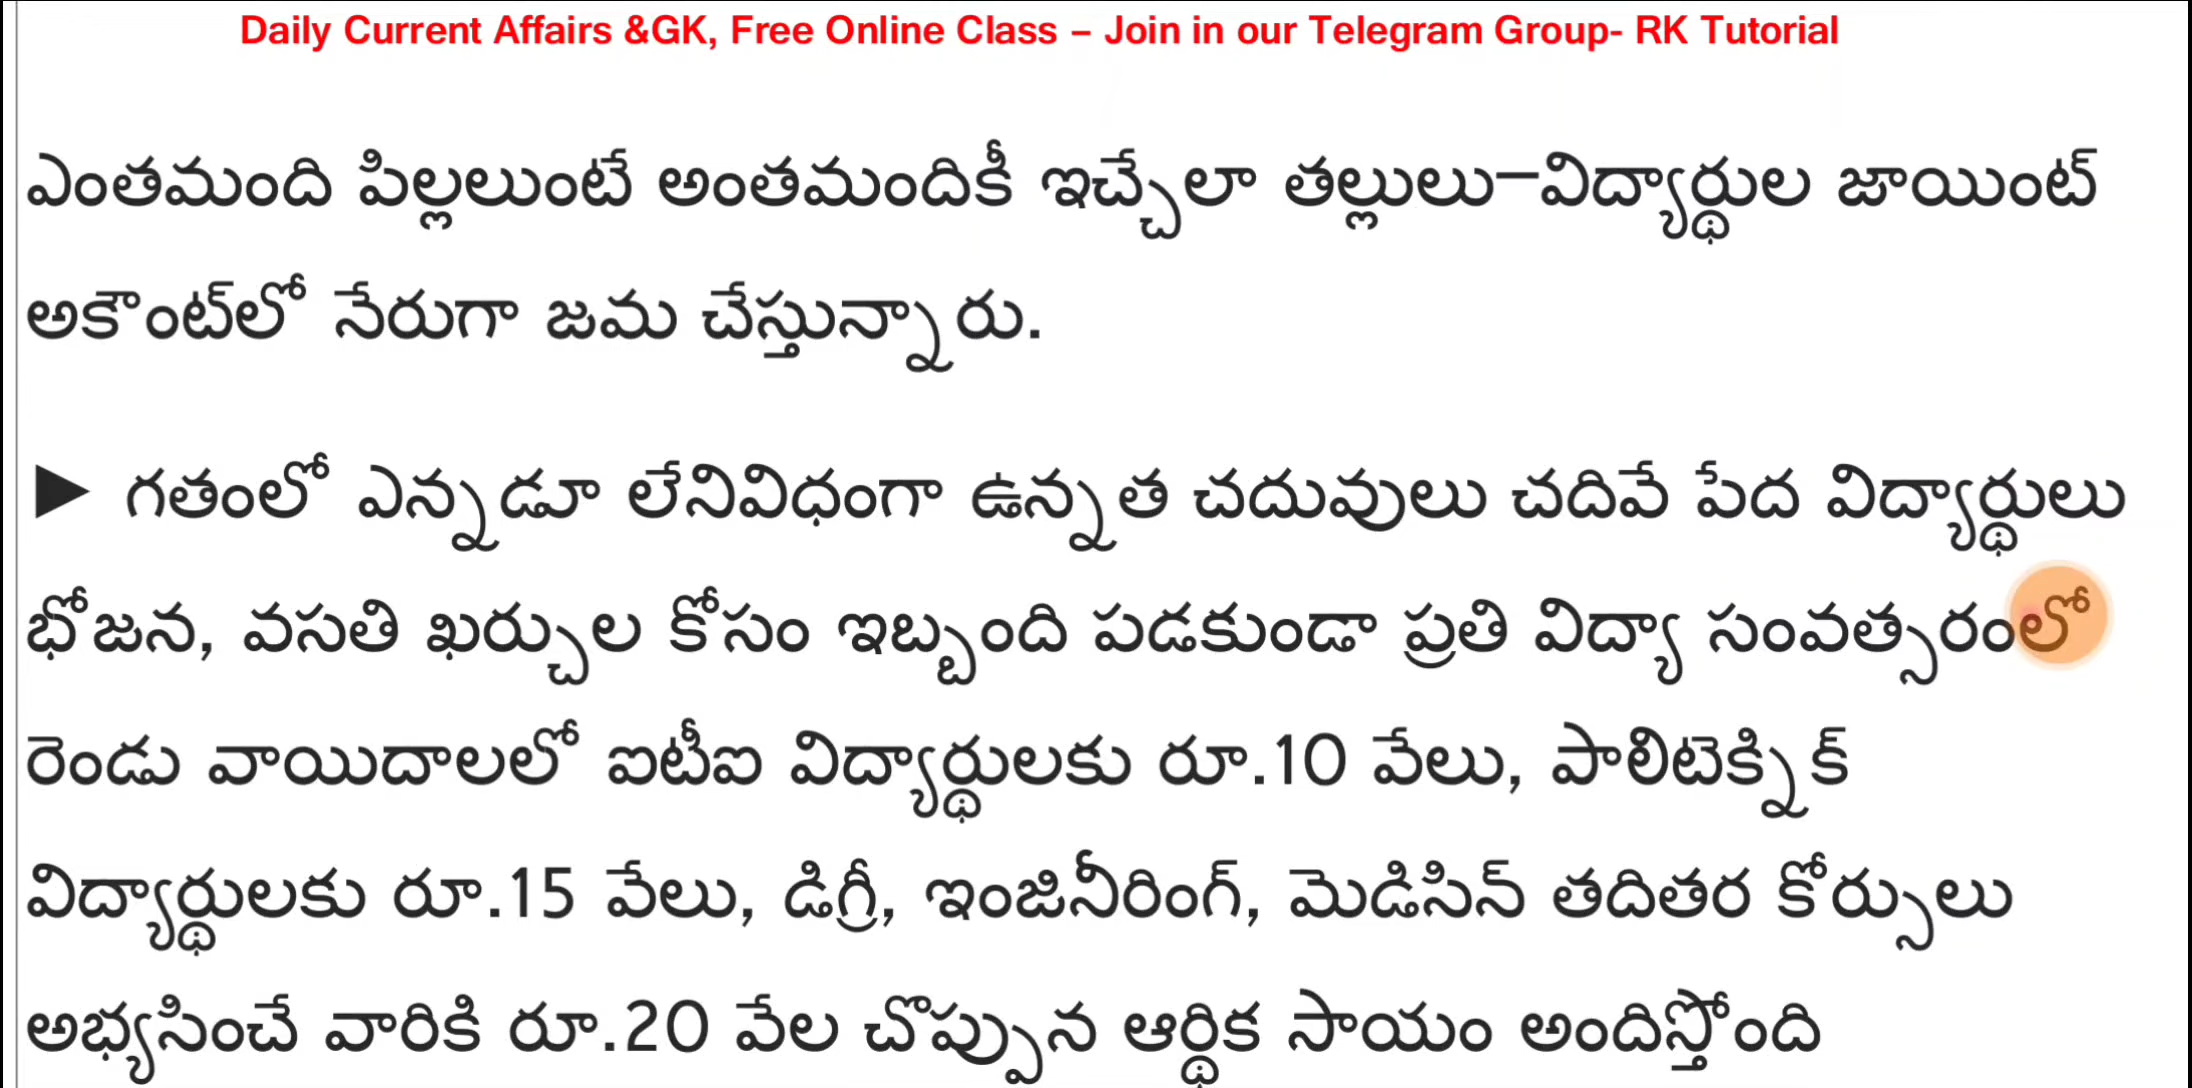 Daily Current Affairs &GK, Free Online Class – Join in our Telegram Group- RK Tutorial
ఎంతమంది పిల్లలుంటే అంతమందికీ ఇచ్చేలా తల్లులు–విద్యార్థుల జాయింట్
అకౌంట్‌లో నేరుగా జమ చేస్తున్నారు.
▶ గతంలో ఎన్నడూ లేనివిధంగా ఉన్నత చదువులు చదివే పేద విద్యార్థులు
భోజన, వసతి ఖర్చుల కోసం ఇబ్బంది పడకుండా ప్రతి విద్యా సంవత్సరంలో
రెండు వాయిదాలలో ఐటీఐ విద్యార్థులకు రూ.10 వేలు, పాలిటెక్నిక్
విద్యార్థులకు రూ.15 వేలు, డిగ్రీ, ఇంజినీరింగ్, మెడిసిన్ తదితర కోర్సులు
అభ్యసించే వారికి రూ.20 వేల చొప్పున ఆర్థిక సాయం అందిస్తోంది